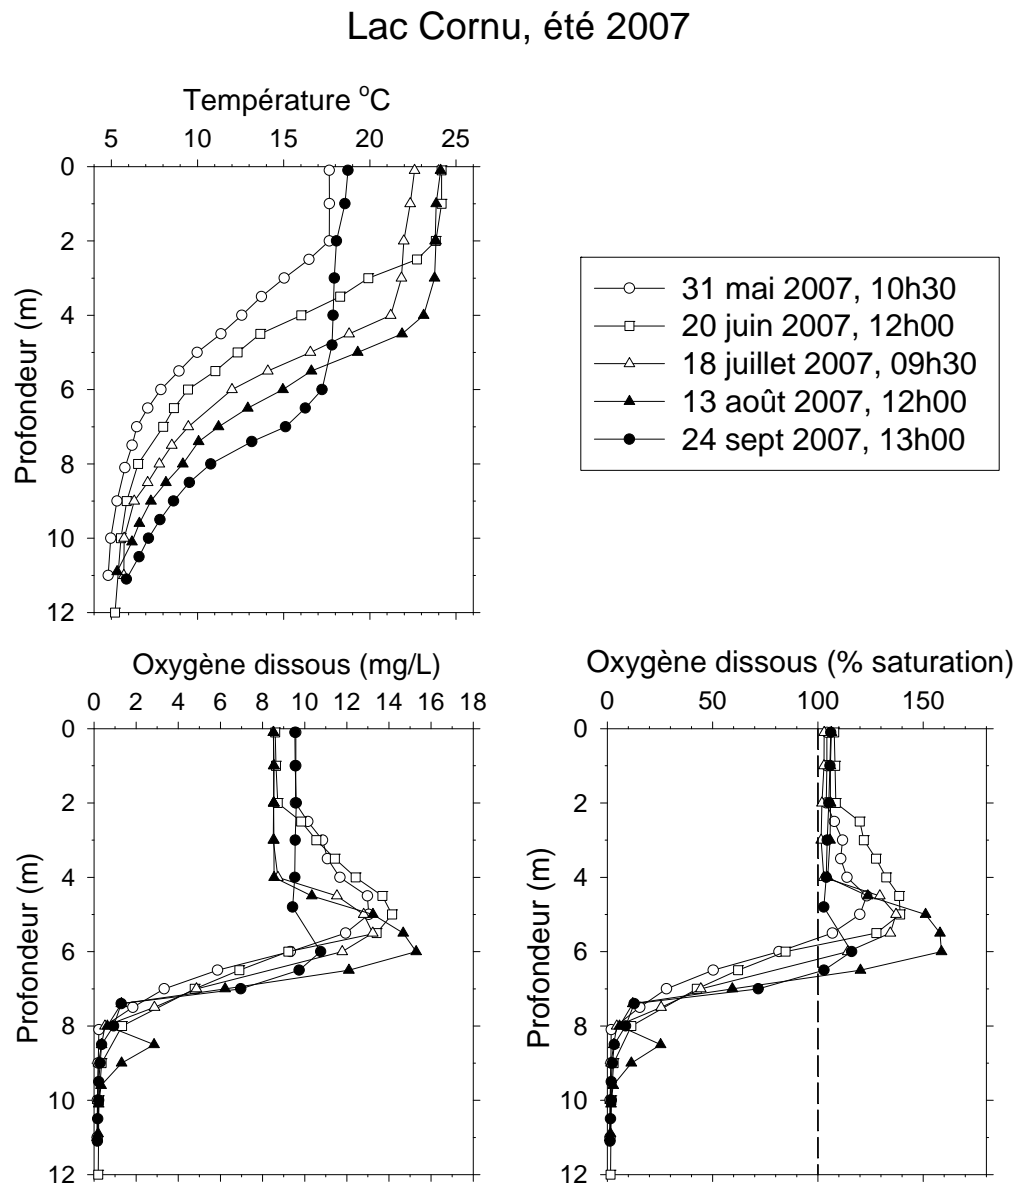 Lac Cornu, été 2007
Température °C
5 10 15 20 25
0
2
4
6
8
10
12
Profondeur (m)
31 mai 2007, 10h30
20 juin 2007, 12h00
18 juillet 2007, 09h30
13 août 2007, 12h00
24 sept 2007, 13h00
Oxygène dissous (mg/L)
0 2 4 6 8 10 12 14 16 18
0
2
4
6
8
10
12
Profondeur (m)
Oxygène dissous (% saturation)
0 50 100 150
0
2
4
6
8
10
12
Profondeur (m)